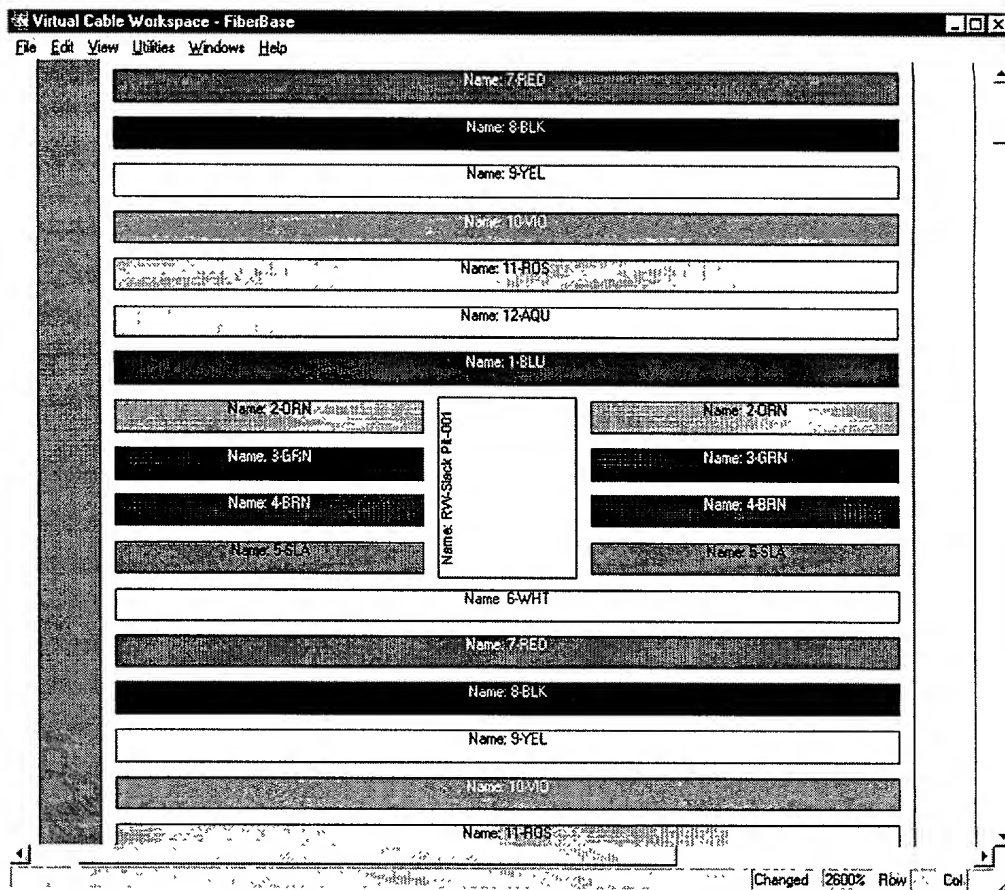 Virtual Cable Workspace - FiberBase
File Edit View Utilities Windows Help
Name: 7-RED
Name: 8-BLK
Name: 9-YEL
Name: 10-VIO
Name: 11-ROS
Name: 12-AQU
Name: 1-BLU
Name: 2-ORN
Name: 3-GRN
Name: 4-BRN
Name: 5-SLA
Name: RW-Slack Pit-001
Name: 2-ORN
Name: 3-GRN
Name: 4-BRN
Name: 5-SLA
Name 6-WHT
Name: 7-RED
Name: 8-BLK
Name: 9-YEL
Name: 10-VIO
Name: 11-ROS
Changed 2600% Row Col.